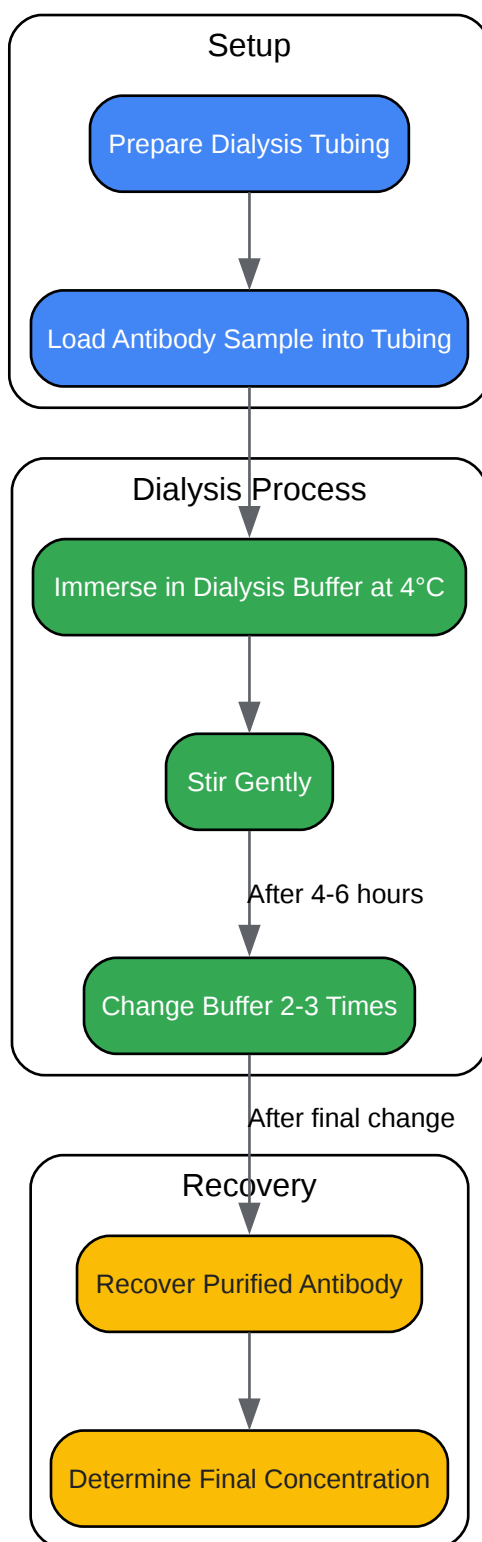 Setup
Prepare Dialysis Tubing
Load Antibody Sample into Tubing
Dialysis Process
Immerse in Dialysis Buffer at 4°C
Stir Gently
After 4-6 hours
Change Buffer 2-3 Times
After final change
Recovery
Recover Purified Antibody
Determine Final Concentration